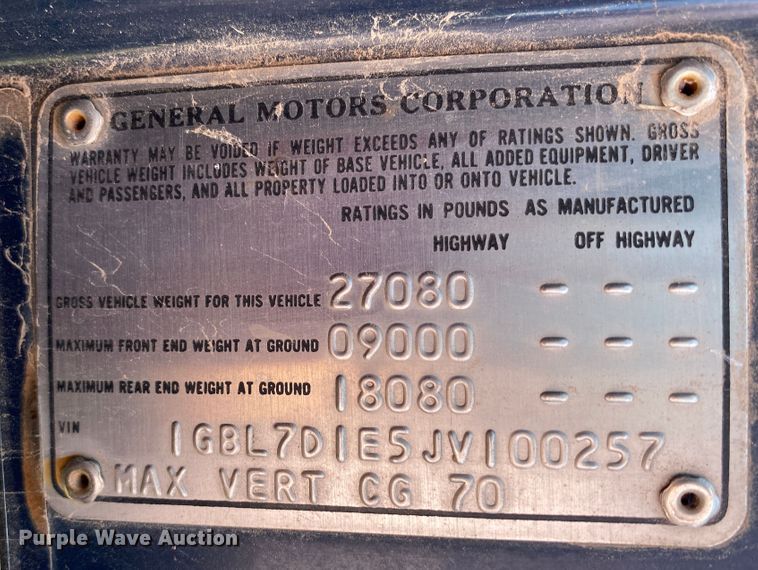 GENERAL MOTORS CORPORATION
WARRANTY MAY BE VOIDED IF WEIGHT EXCEEDS ANY OF RATINGS SHOWN. GROSS
VEHICLE WEIGHT INCLUDES WEIGHT OF BASE VEHICLE, ALL ADDED EQUIPMENT, DRIVER
AND PASSENGERS, AND ALL PROPERTY LOADED INTO OR ONTO VEHICLE.
RATINGS IN POUNDS AS MANUFACTURED
HIGHWAY OFF HIGHWAY
GROSS VEHICLE WEIGHT FOR THIS VEHICLE 27080 – – –
MAXIMUM FRONT END WEIGHT AT GROUND 09000 – – –
MAXIMUM REAR END WEIGHT AT GROUND 18080 – – –
VIN 1GBL7D1E5JV100257
MAX VERT CG 70
Purple Wave Auction